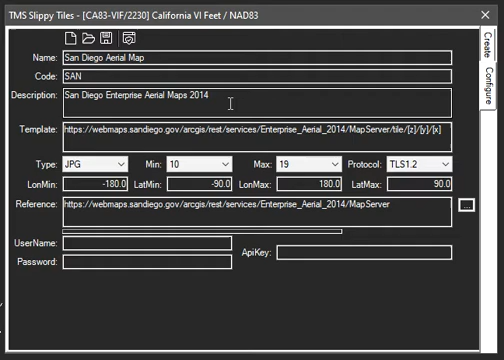 TMS Slippy Tiles - [CA83-VIF/2230] California VI Feet / NAD83
Create
Configure
Name: San Diego Aerial Map
Code: SAN
Description: San Diego Enterprise Aerial Maps 2014
Template: https://webmaps.sandiego.gov/arcgis/rest/services/Enterprise_Aerial_2014/MapServer/tile/[z]/[y]/[x]
Type: JPG Min: 10 Max: 19 Protocol: TLS1.2
LonMin: -180.0 LatMin: -90.0 LonMax: 180.0 LatMax: 90.0
Reference: https://webmaps.sandiego.gov/arcgis/rest/services/Enterprise_Aerial_2014/MapServer ...
UserName:
ApiKey:
Password: